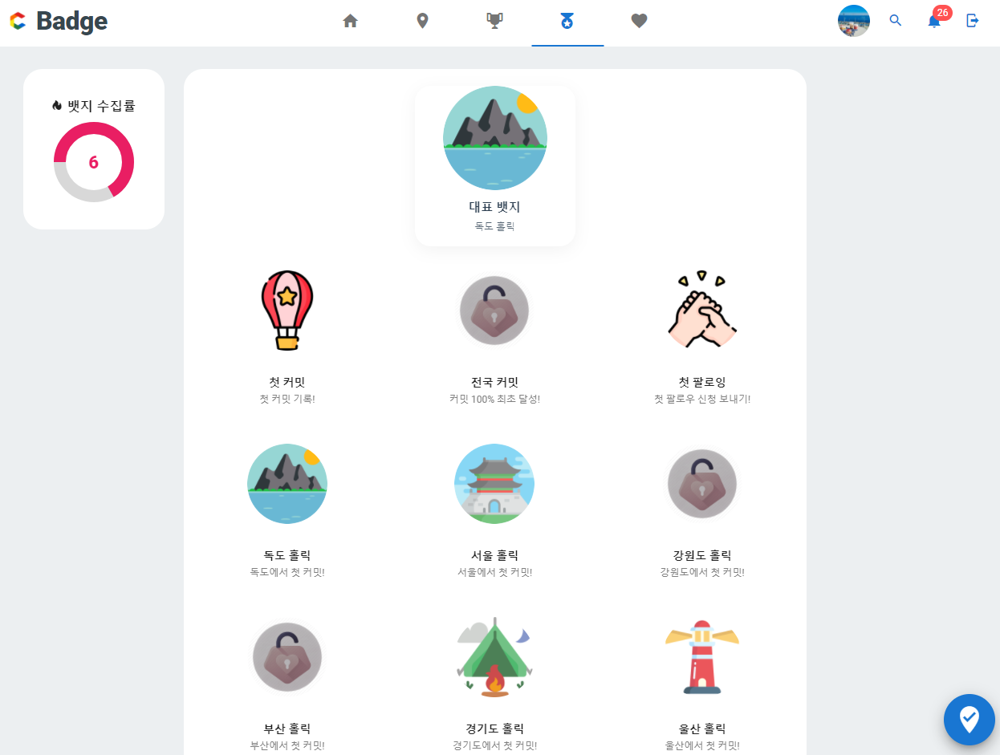 Badge
26
뱃지 수집률
6
대표 뱃지
독도 홀릭
첫 커밋
첫 커밋 기록!
전국 커밋
커밋 100% 최초 달성!
첫 팔로잉
첫 팔로우 신청 보내기!
독도 홀릭
독도에서 첫 커밋!
서울 홀릭
서울에서 첫 커밋!
강원도 홀릭
강원도에서 첫 커밋!
부산 홀릭
부산에서 첫 커밋!
경기도 홀릭
경기도에서 첫 커밋!
울산 홀릭
울산에서 첫 커밋!